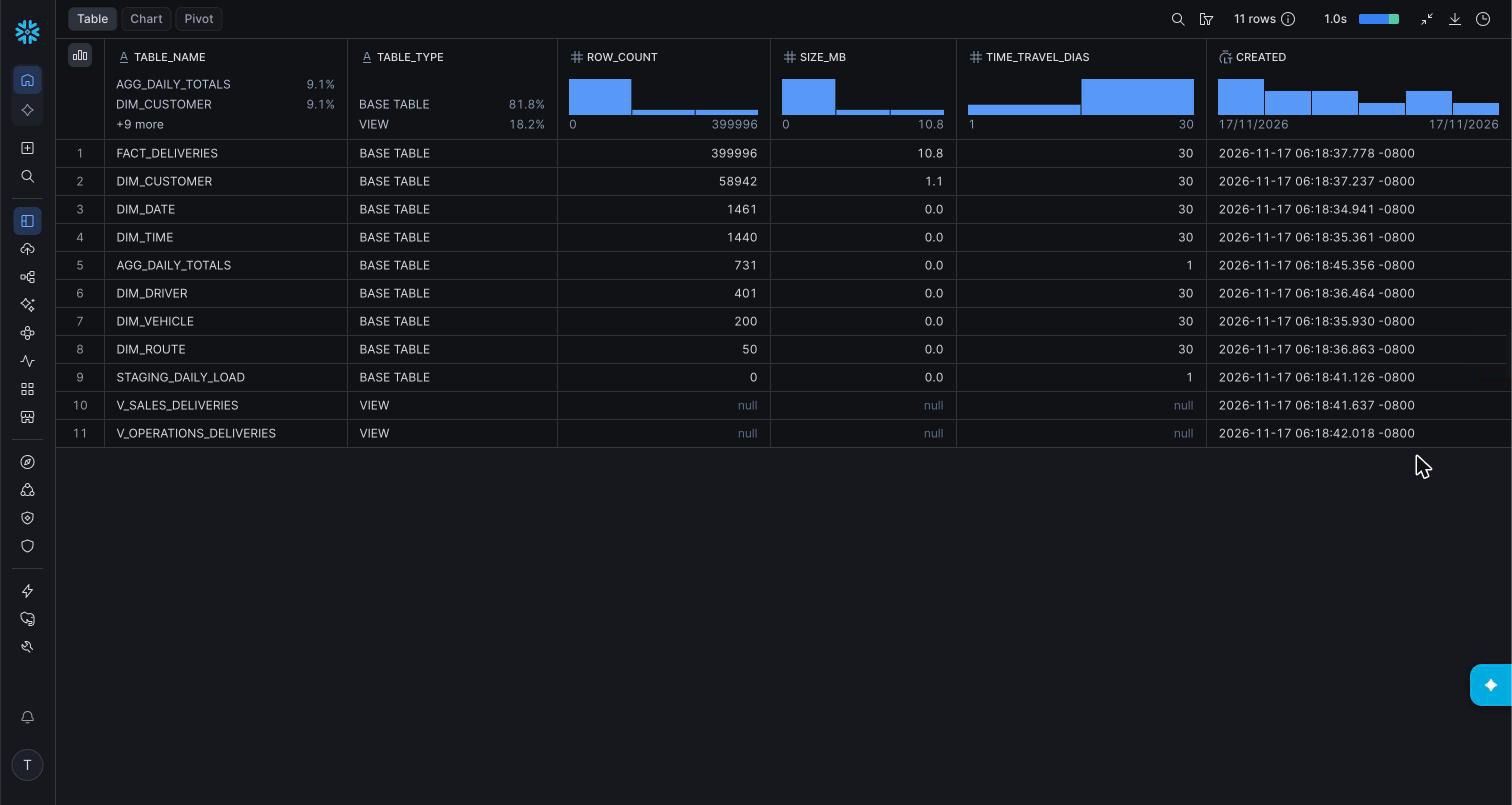 Table Chart Pivot 11 rows 1.0s
TABLE_NAME TABLE_TYPE ROW_COUNT SIZE_MB TIME_TRAVEL_DIAS CREATED
AGG_DAILY_TOTALS 9.1%
DIM_CUSTOMER 9.1% BASE TABLE 81.8%
+9 more VIEW 18.2% 0 399996 0 10.8 1 30 17/11/2026 17/11/2026
1 FACT_DELIVERIES BASE TABLE 399996 10.8 30 2026-11-17 06:18:37.778 -0800
2 DIM_CUSTOMER BASE TABLE 58942 1.1 30 2026-11-17 06:18:37.237 -0800
3 DIM_DATE BASE TABLE 1461 0.0 30 2026-11-17 06:18:34.941 -0800
4 DIM_TIME BASE TABLE 1440 0.0 30 2026-11-17 06:18:35.361 -0800
5 AGG_DAILY_TOTALS BASE TABLE 731 0.0 1 2026-11-17 06:18:45.356 -0800
6 DIM_DRIVER BASE TABLE 401 0.0 30 2026-11-17 06:18:36.464 -0800
7 DIM_VEHICLE BASE TABLE 200 0.0 30 2026-11-17 06:18:35.930 -0800
8 DIM_ROUTE BASE TABLE 50 0.0 30 2026-11-17 06:18:36.863 -0800
9 STAGING_DAILY_LOAD BASE TABLE 0 0.0 1 2026-11-17 06:18:41.126 -0800
10 V_SALES_DELIVERIES VIEW null null null 2026-11-17 06:18:41.637 -0800
11 V_OPERATIONS_DELIVERIES VIEW null null null 2026-11-17 06:18:42.018 -0800
T